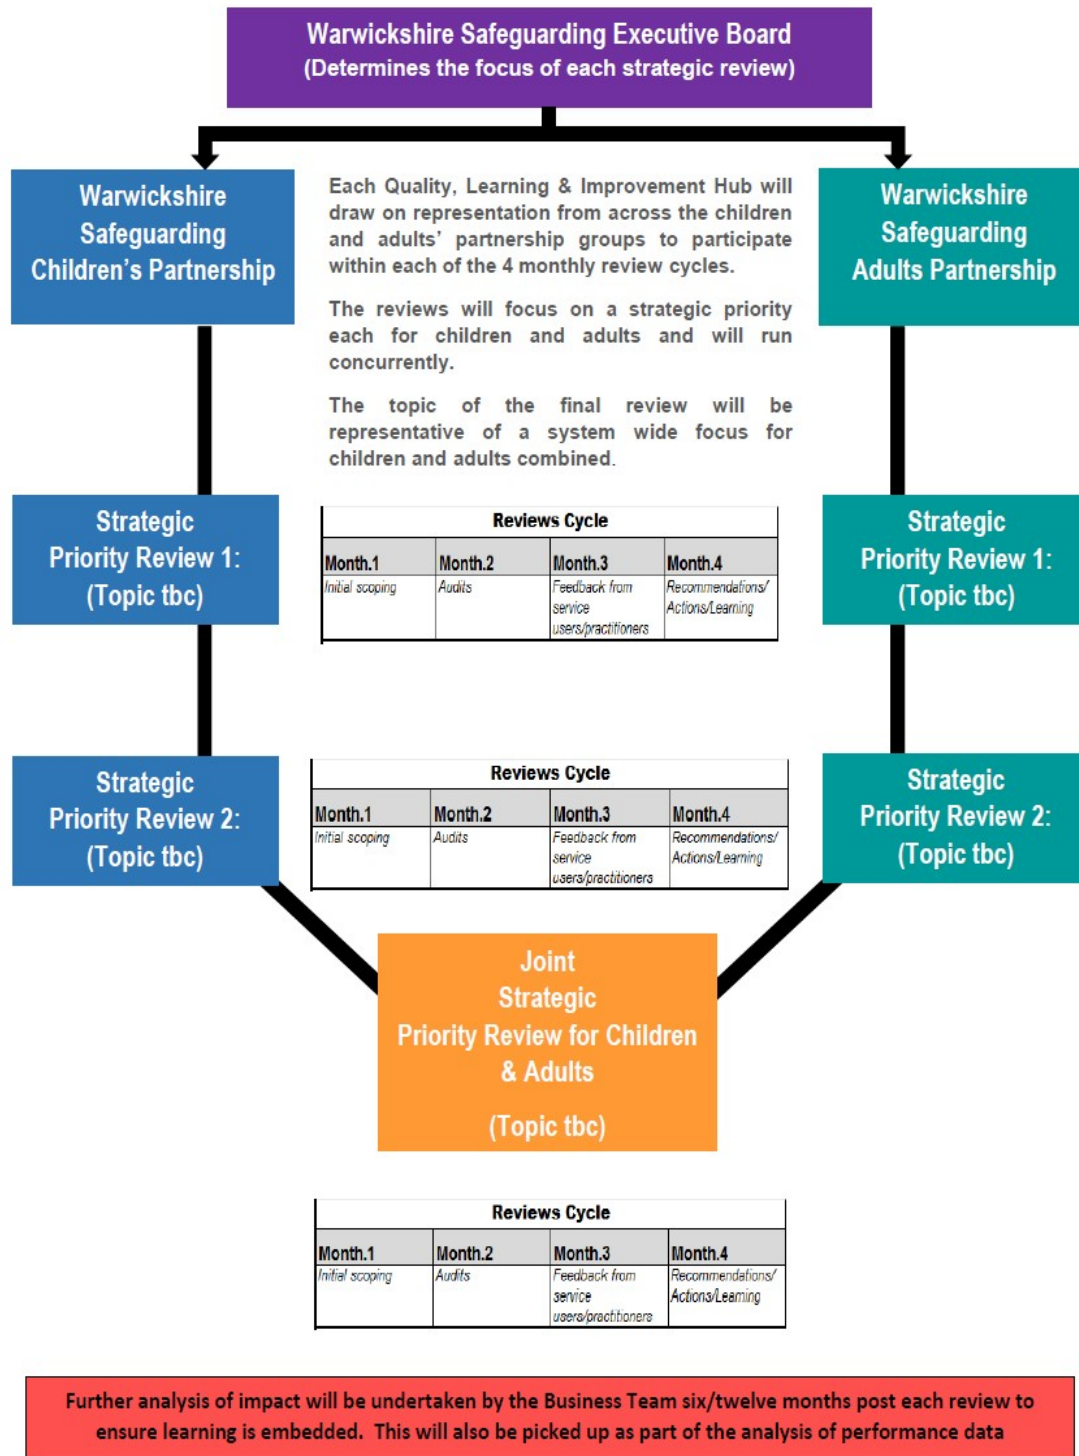 Warwickshire Safeguarding Executive Board
(Determines the focus of each strategic review)
Warwickshire
Safeguarding
Children's Partnership
Each Quality, Learning & Improvement Hub will
draw on representation from across the children
and adults' partnership groups to participate
within each of the 4 monthly review cycles.
The reviews will focus on a strategic priority
each for children and adults and will run
concurrently.
The topic of the final review will be
representative of a system wide focus for
children and adults combined.
Warwickshire
Safeguarding
Adults Partnership
Strategic
Priority Review 1:
(Topic tbc)
Reviews Cycle
Month.1 Month.2 Month.3 Month.4
Initial scoping Audits Feedback from Recommendations/
service Actions/Learning
users/practitioners
Strategic
Priority Review 1:
(Topic tbc)
Strategic
Priority Review 2:
(Topic tbc)
Reviews Cycle
Month.1 Month.2 Month.3 Month.4
Initial scoping Audits Feedback from Recommendations/
service Actions/Learning
users/practitioners
Strategic
Priority Review 2:
(Topic tbc)
Joint
Strategic
Priority Review for Children
& Adults
(Topic tbc)
Reviews Cycle
Month.1 Month.2 Month.3 Month.4
Initial scoping Audits Feedback from Recommendations/
service Actions/Learning
users/practitioners
Further analysis of impact will be undertaken by the Business Team six/twelve months post each review to
ensure learning is embedded. This will also be picked up as part of the analysis of performance data